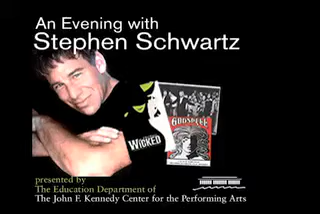 An Evening with
Stephen Schwartz
GODSPELL
WICKED
presented by
The Education Department of
The John F. Kennedy Center for the Performing Arts